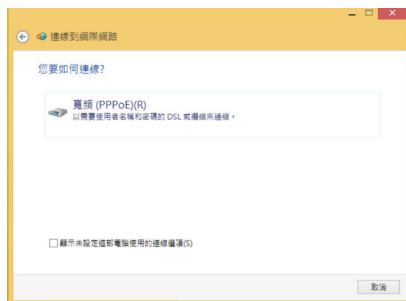 連線到網際網路
您要如何連線?
寬頻 (PPPoE)(R)
以需要使用者名稱和密碼的 DSL 或纜線來連線。
顯示未設定這部電腦使用的連線選項(S)
取消